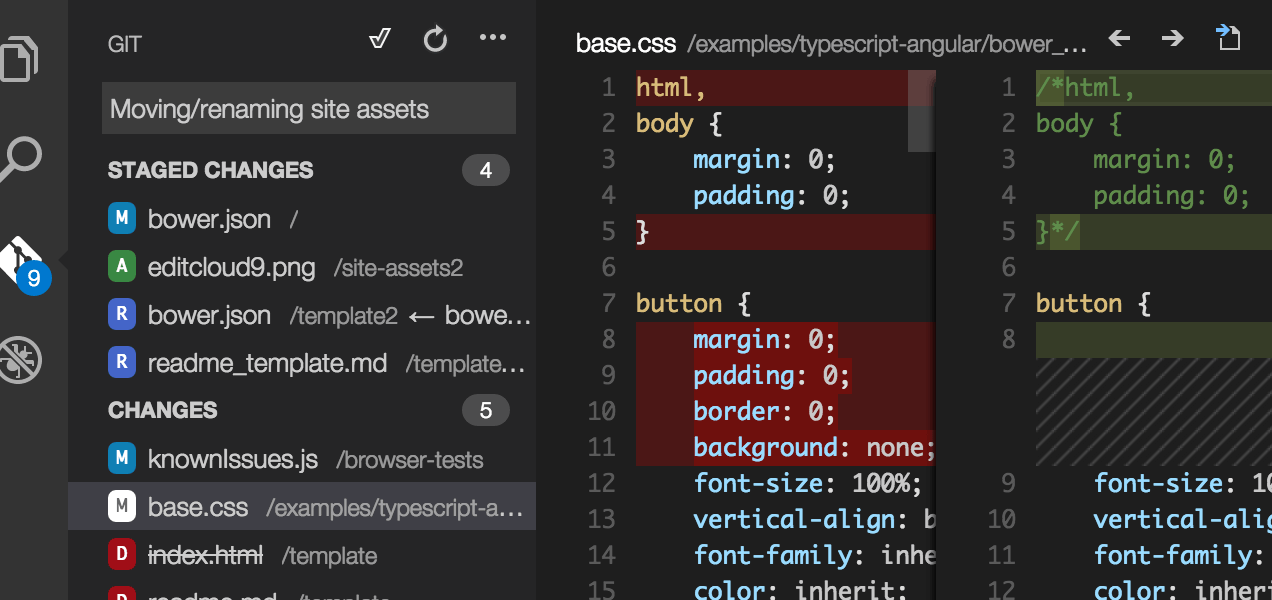 GIT
Moving/renaming site assets
STAGED CHANGES 4
M bower.json /
A editcloud9.png /site-assets2
R bower.json /template2 ← bowe...
R readme_template.md /template...
CHANGES 5
M knownIssues.js /browser-tests
M base.css /examples/typescript-a...
D index.html /template
D readme.md /template
9
base.css /examples/typescript-angular/bower_...
1 html,
2 body {
3 margin: 0;
4 padding: 0;
5 }
6
7 button {
8 margin: 0;
9 padding: 0;
10 border: 0;
11 background: none;
12 font-size: 100%;
13 vertical-align: b
14 font-family: inhe
15 color: inherit;
1 /*html,
2 body {
3 margin: 0;
4 padding: 0;
5 }*/
6
7 button {
8
9 font-size: 10
10 vertical-alig
11 font-family:
12 color: inheri